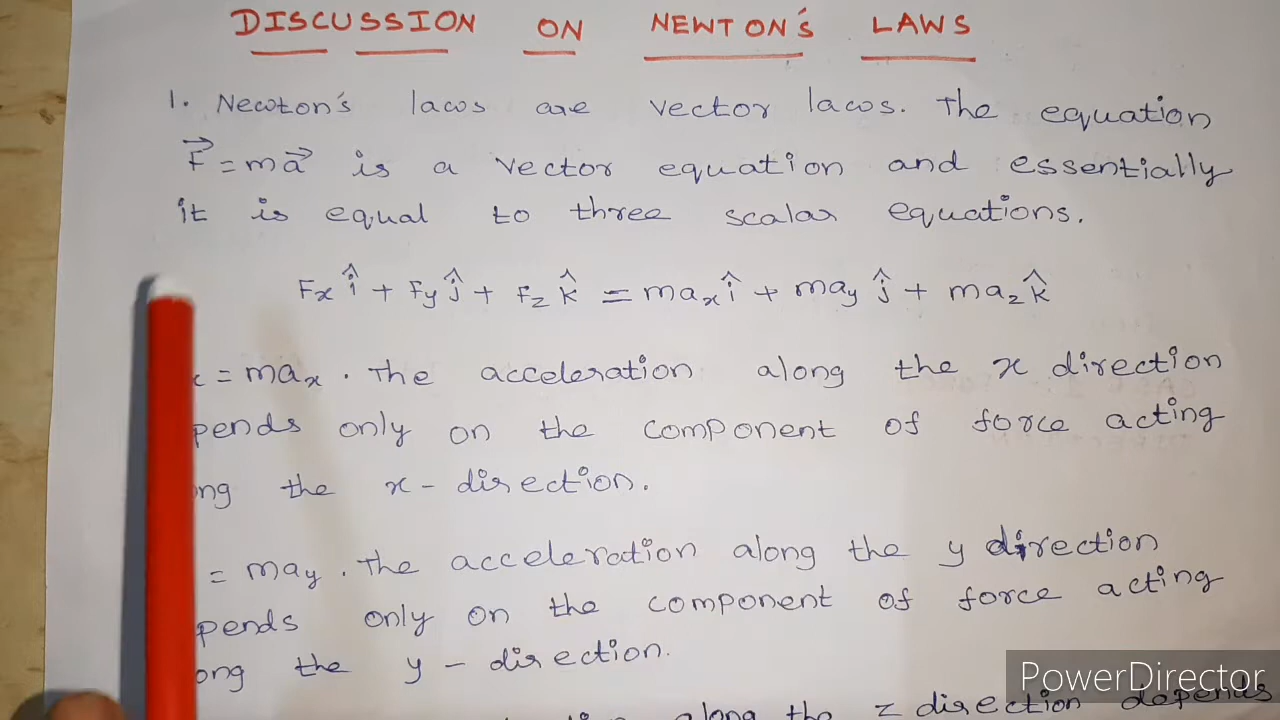 DISCUSSION ON NEWTON'S LAWS
1. Newton's laws are vector laws. The equation
F⃗ = ma⃗ is a vector equation and essentially
it is equal to three scalar equations.
Fx î + Fy ĵ + Fz k̂ = max î + may ĵ + maz k̂
= max. The acceleration along the x direction
pends only on the component of force acting
ng the x - direction.
= may. The acceleration along the y direction
pends only on the component of force acting
ong the y - direction.
along the z direction depends
PowerDirector